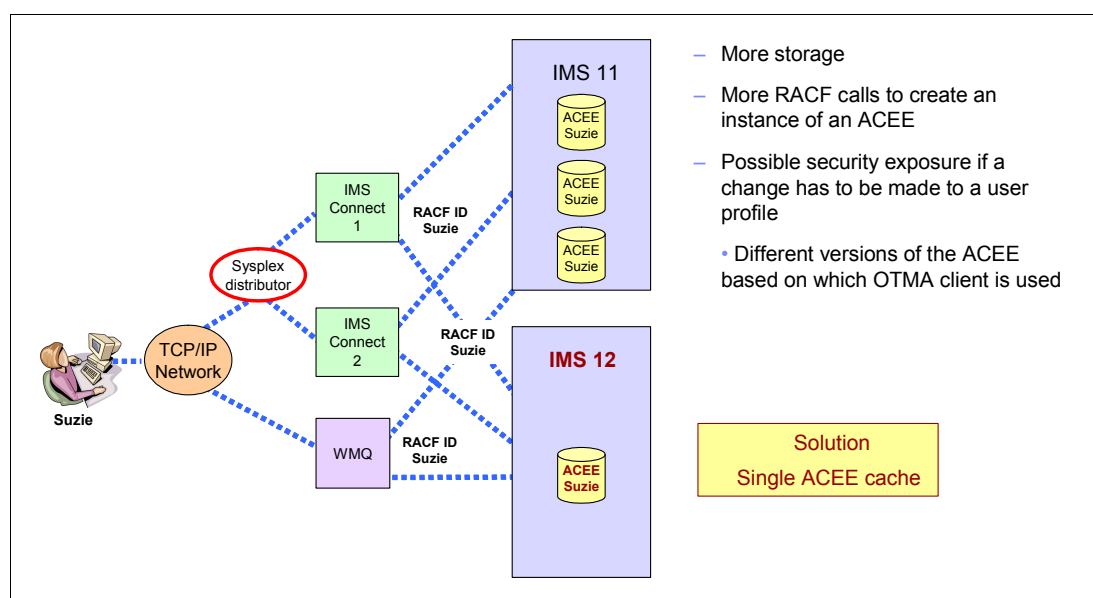 Suzie
TCP/IP
Network
Sysplex
distributor
IMS
Connect
1
IMS
Connect
2
WMQ
RACF ID
Suzie
RACF ID
Suzie
RACF ID
Suzie
IMS 11
ACEE
Suzie
ACEE
Suzie
ACEE
Suzie
IMS 12
ACEE
Suzie
– More storage
– More RACF calls to create an
instance of an ACEE
– Possible security exposure if a
change has to be made to a user
profile
• Different versions of the ACEE
based on which OTMA client is used
Solution
Single ACEE cache